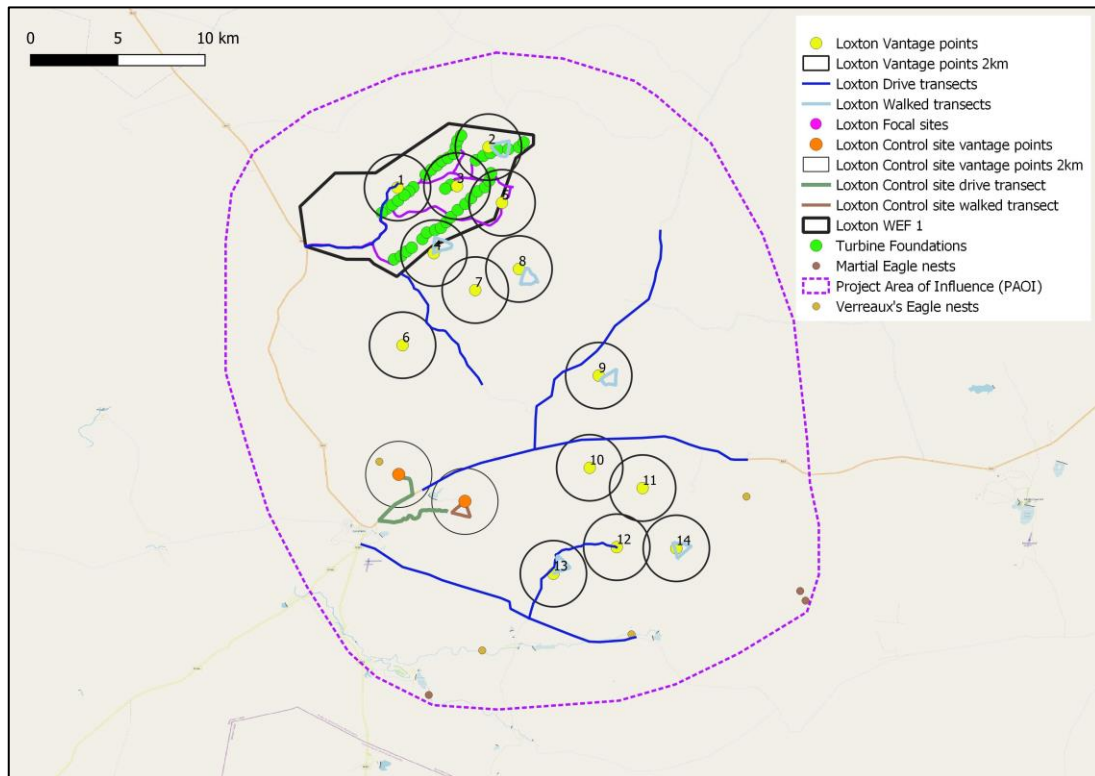 0 5 10 km
Loxton Vantage points
Loxton Vantage points 2km
Loxton Drive transects
Loxton Walked transects
Loxton Focal sites
Loxton Control site vantage points
Loxton Control site vantage points 2km
Loxton Control site drive transect
Loxton Control site walked transect
Loxton WEF 1
Turbine Foundations
Martial Eagle nests
Project Area of Influence (PAOI)
Verreaux's Eagle nests
2
1
3
5
4
8
7
6
9
10
11
12
14
13